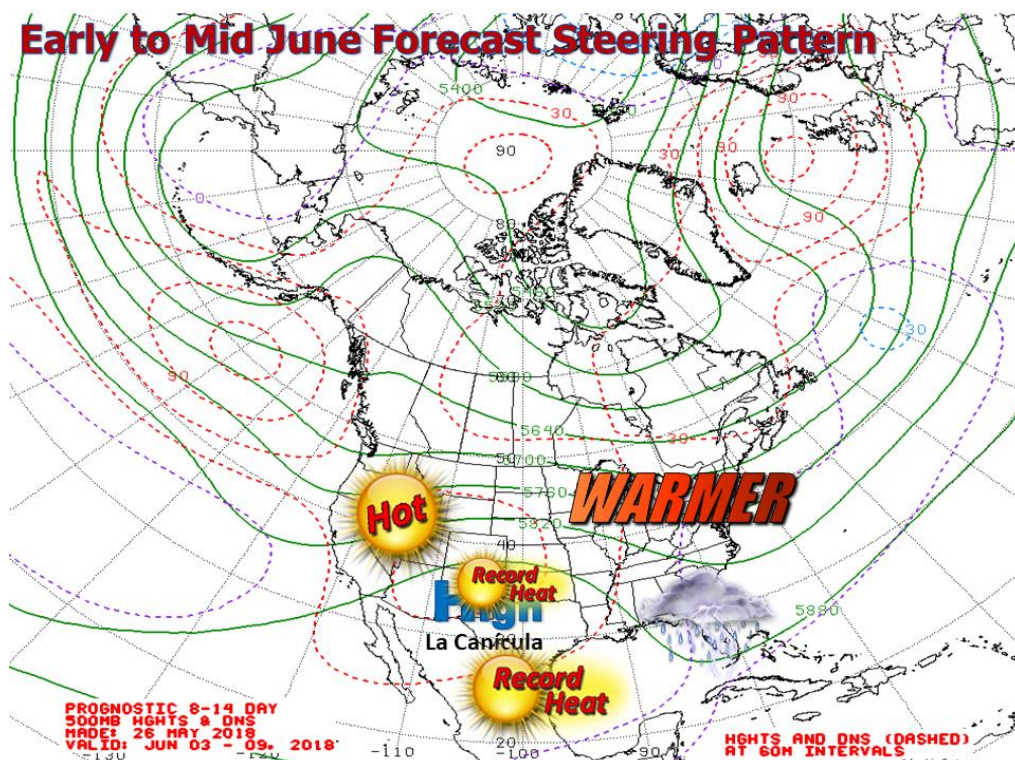 Early to Mid June Forecast Steering Pattern
5400
30
90
90
30
90
90
0
80
90
30
5640
30
5700
5760
Hot
WARMER
5820
40
Record
Heat
High
5880
La Canícula
Record
Heat
PROGNOSTIC 8-14 DAY
500MB HGHTS & DNS
MADE: 26 MAY 2018
VALID: JUN 03 - 09, 2018
HGHTS AND DNS (DASHED)
AT 60M INTERVALS
20
-130
-120
-110
-100
-90